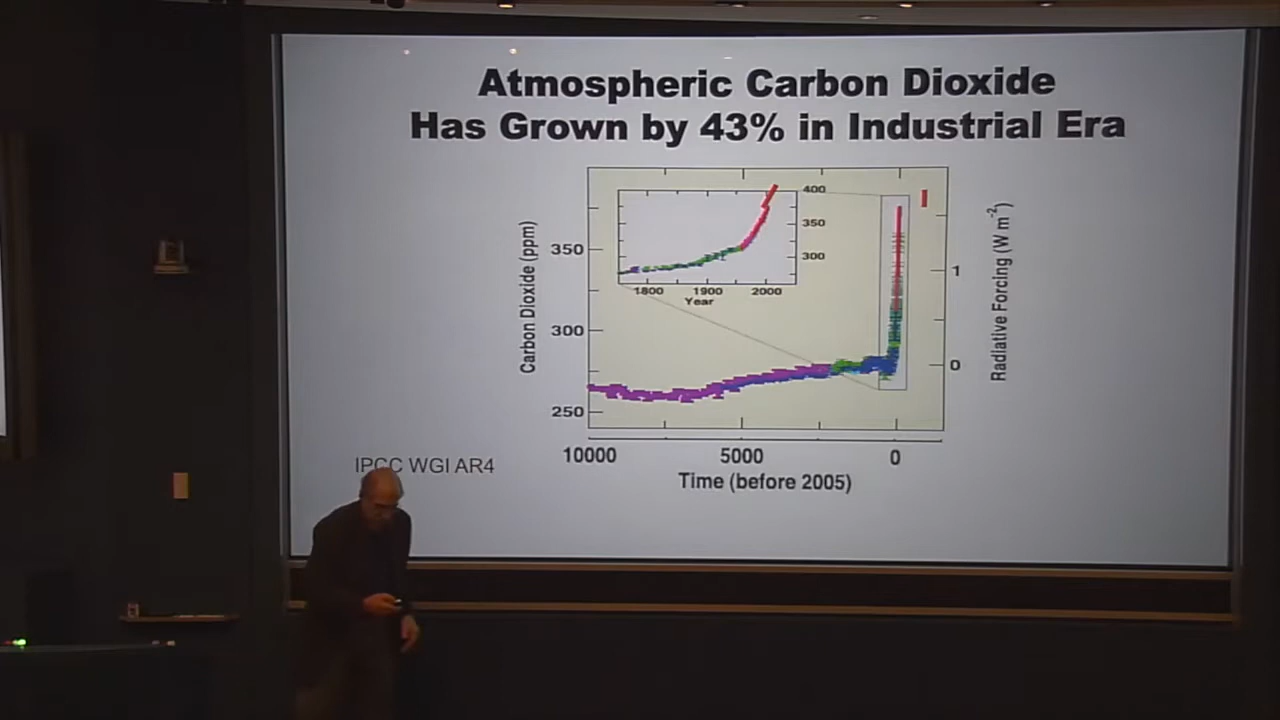 Atmospheric Carbon Dioxide
Has Grown by 43% in Industrial Era
400
350
300
1800 1900 2000
Year
Carbon Dioxide (ppm)
350
300
250
1
0
Radiative Forcing (W m-2)
10000 5000 0
Time (before 2005)
IPCC WGI AR4